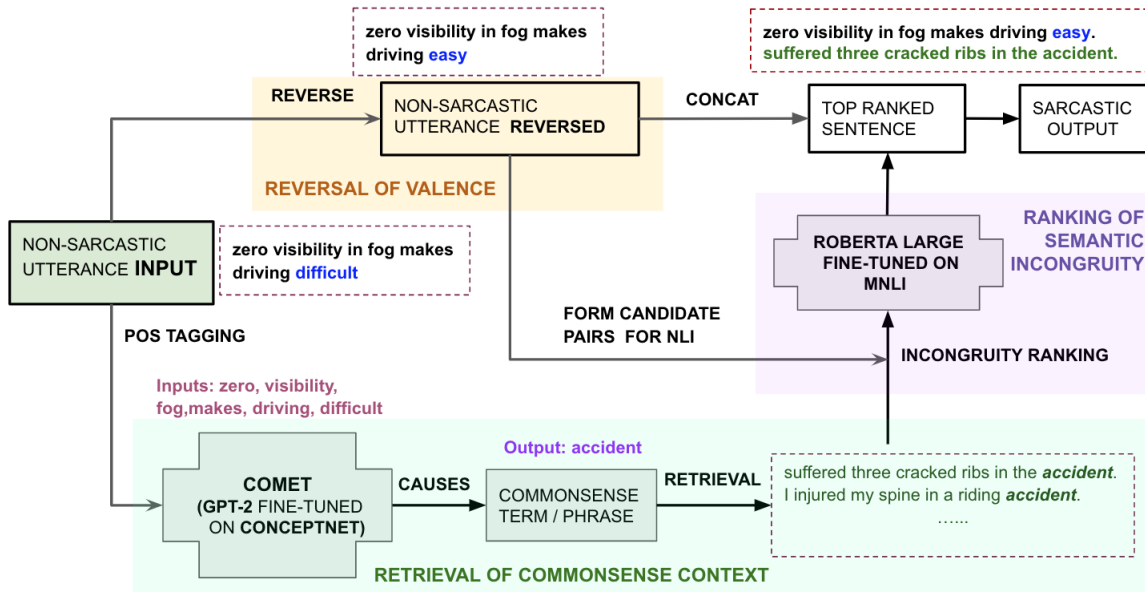 zero visibility in fog makes
driving easy
zero visibility in fog makes driving easy.
suffered three cracked ribs in the accident.
REVERSE
NON-SARCASTIC
UTTERANCE REVERSED
CONCAT
TOP RANKED
SENTENCE
SARCASTIC
OUTPUT
REVERSAL OF VALENCE
NON-SARCASTIC
UTTERANCE INPUT
zero visibility in fog makes
driving difficult
RANKING OF
SEMANTIC
INCONGRUITY
ROBERTA LARGE
FINE-TUNED ON
MNLI
POS TAGGING
FORM CANDIDATE
PAIRS FOR NLI
INCONGRUITY RANKING
Inputs: zero, visibility,
fog,makes, driving, difficult
COMET
(GPT-2 FINE-TUNED
ON CONCEPTNET)
CAUSES
Output: accident
COMMONSENSE
TERM / PHRASE
RETRIEVAL
suffered three cracked ribs in the accident.
I injured my spine in a riding accident.
…...
RETRIEVAL OF COMMONSENSE CONTEXT